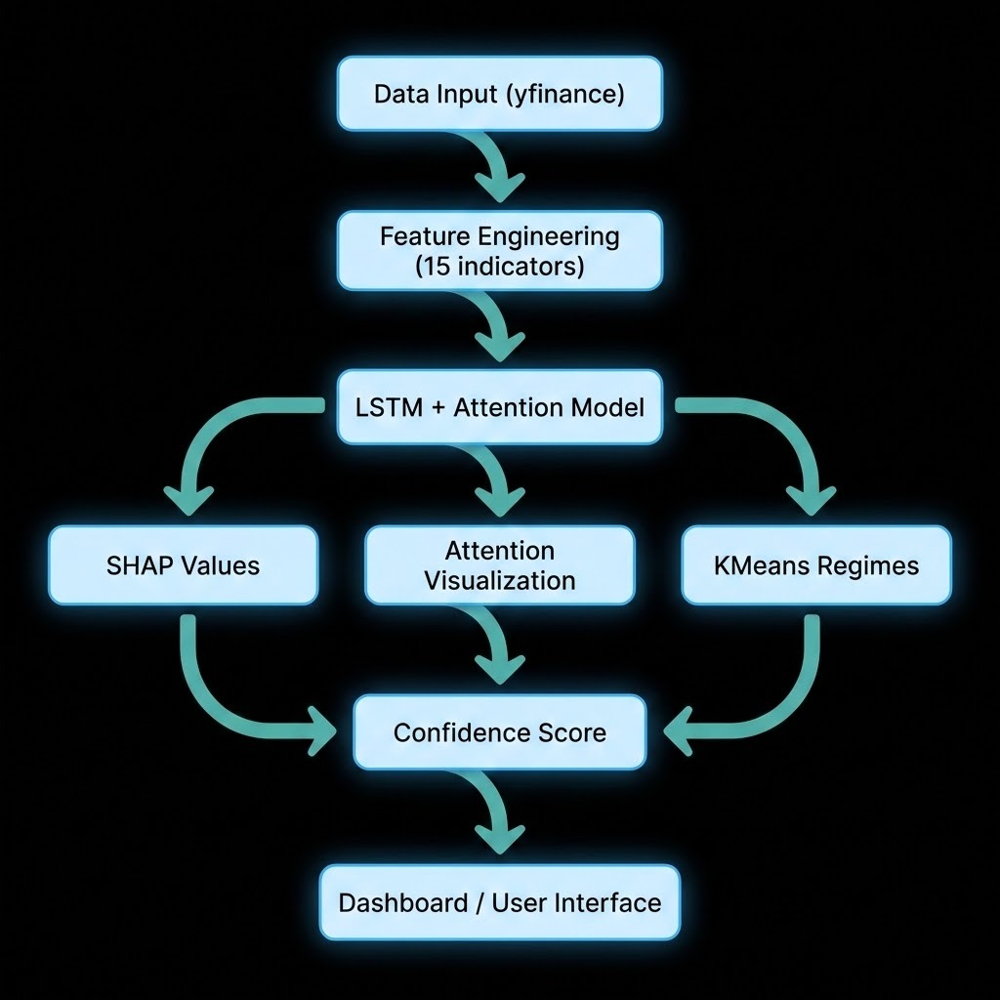 Data Input (yfinance)
Feature Engineering
(15 indicators)
LSTM + Attention Model
SHAP Values
Attention
Visualization
KMeans Regimes
Confidence Score
Dashboard / User Interface